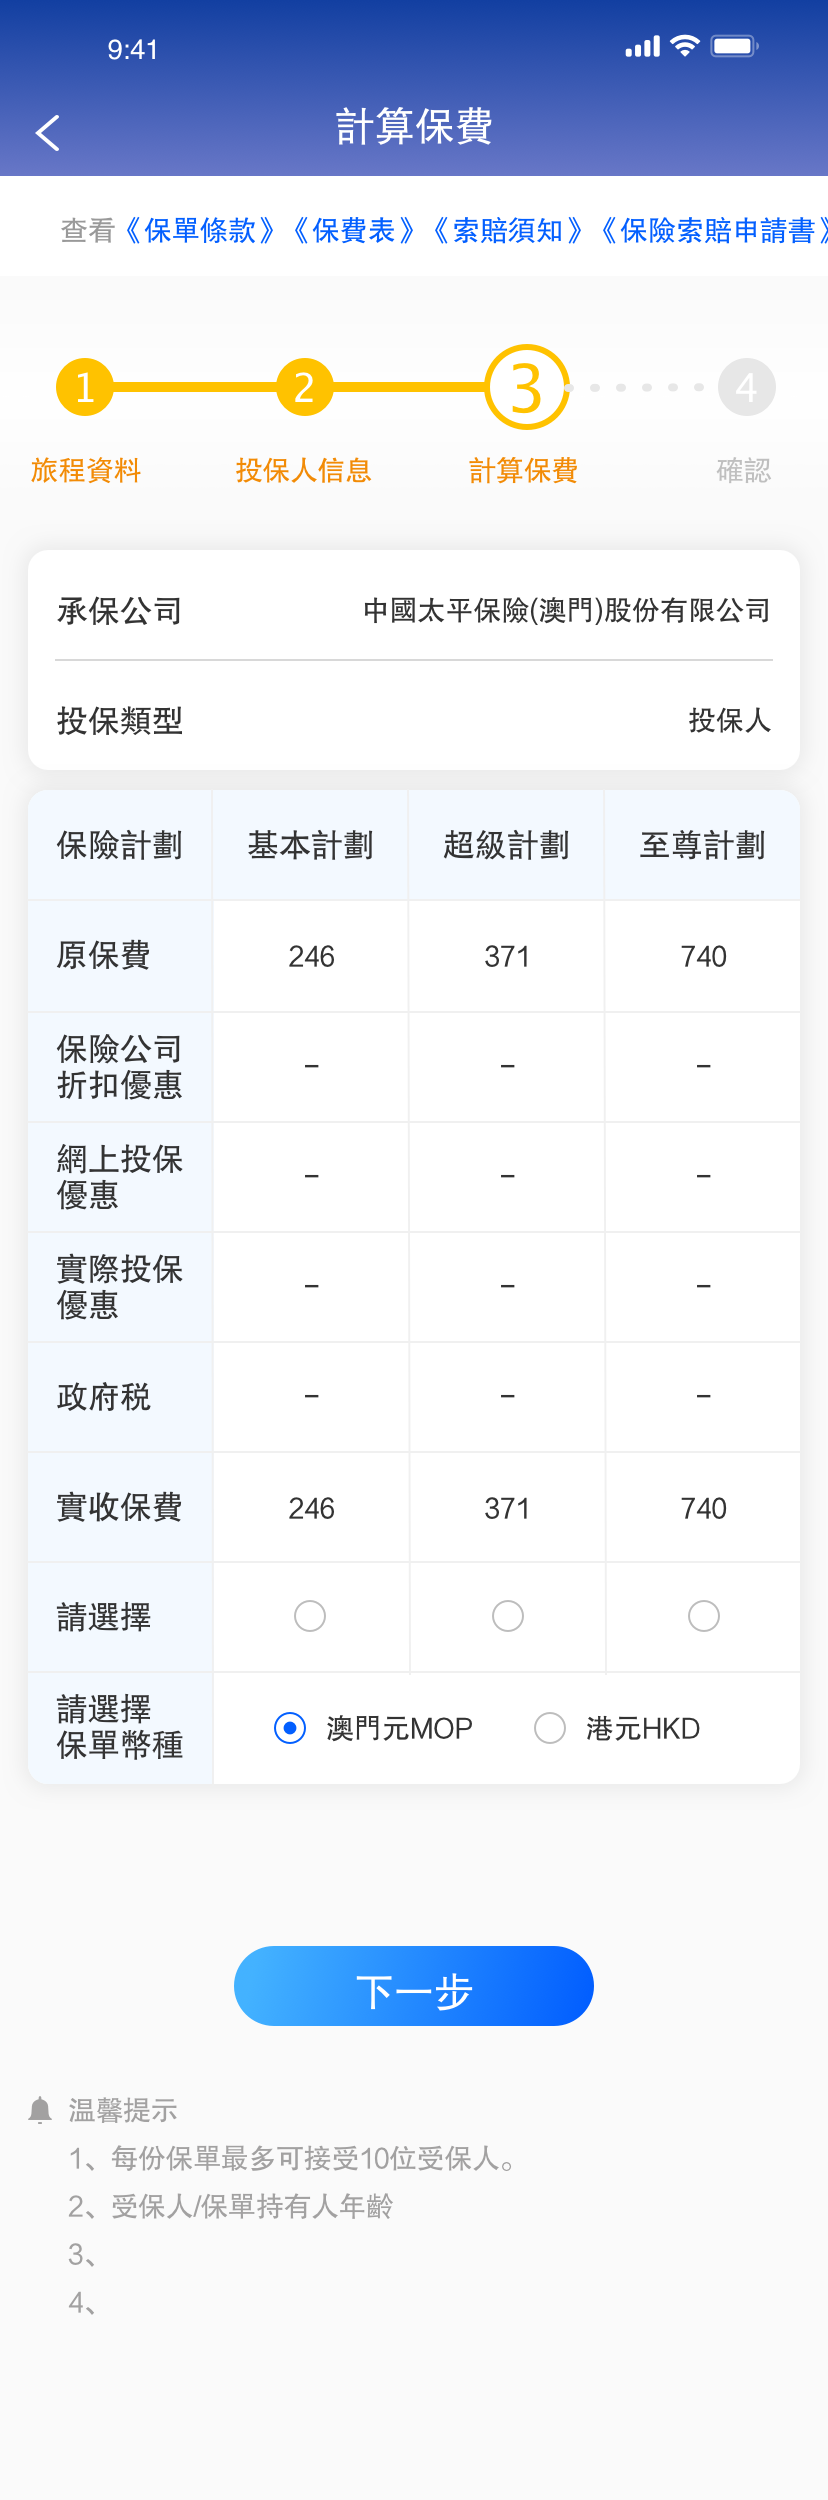 9:41
計算保費
查看《保單條款》《保費表》《索賠須知》《保險索賠申請書》
1 2 3 4
旅程資料 投保人信息 計算保費 確認
承保公司 中國太平保險(澳門)股份有限公司
投保類型 投保人
保險計劃 基本計劃 超級計劃 至尊計劃
原保費 246 371 740
保險公司
折扣優惠 - - -
網上投保
優惠 - - -
實際投保
優惠 - - -
政府税 - - -
實收保費 246 371 740
請選擇
請選擇
保單幣種 澳門元MOP 港元HKD
下一步
温馨提示
1、每份保單最多可接受10位受保人。
2、受保人/保單持有人年齡
3、
4、